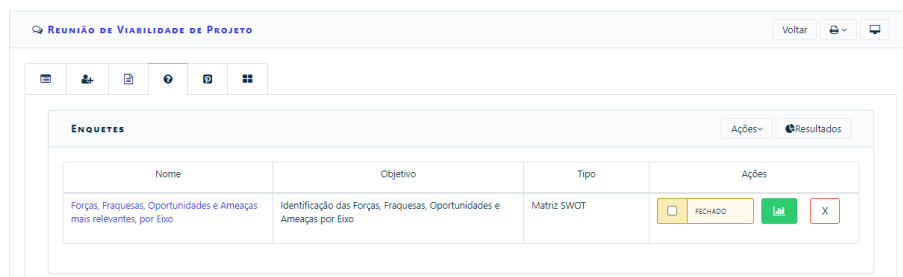 Reunião de Viabilidade de Projeto
Voltar
Enquetes
Ações
Resultados
Nome Objetivo Tipo Ações
Forças, Fraquesas, Oportunidades e Ameaças
mais relevantes, por Eixo
Identificação das Forças, Fraquesas, Oportunidades e
Ameaças por Eixo
Matriz SWOT
FECHADO
X